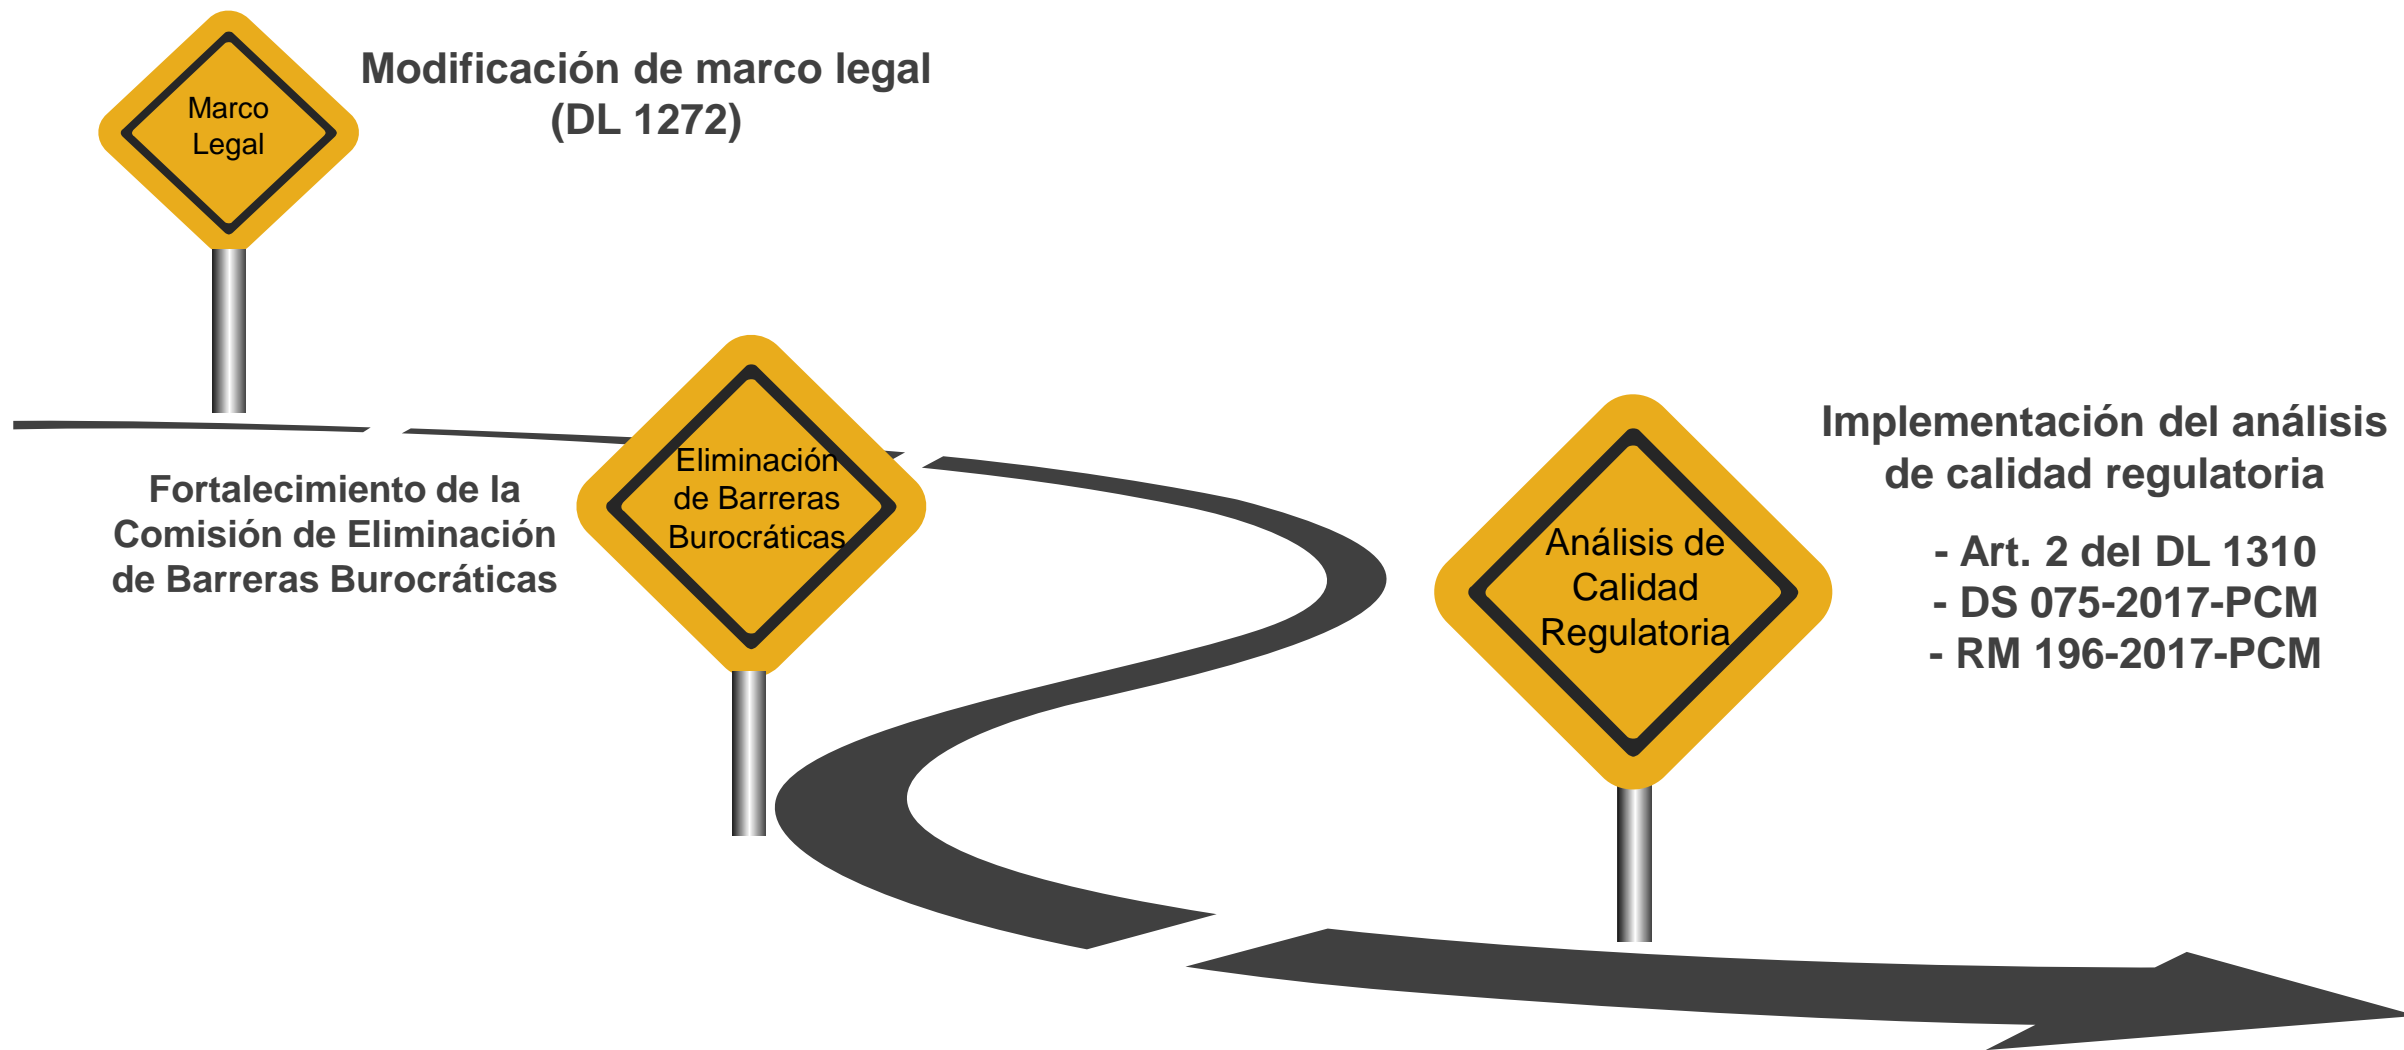 Marco
Legal
Modificación de marco legal
(DL 1272)
Fortalecimiento de la
Comisión de Eliminación
de Barreras Burocráticas
Eliminación
de Barreras
Burocráticas
Análisis de
Calidad
Regulatoria
Implementación del análisis
de calidad regulatoria
- Art. 2 del DL 1310
- DS 075-2017-PCM
- RM 196-2017-PCM